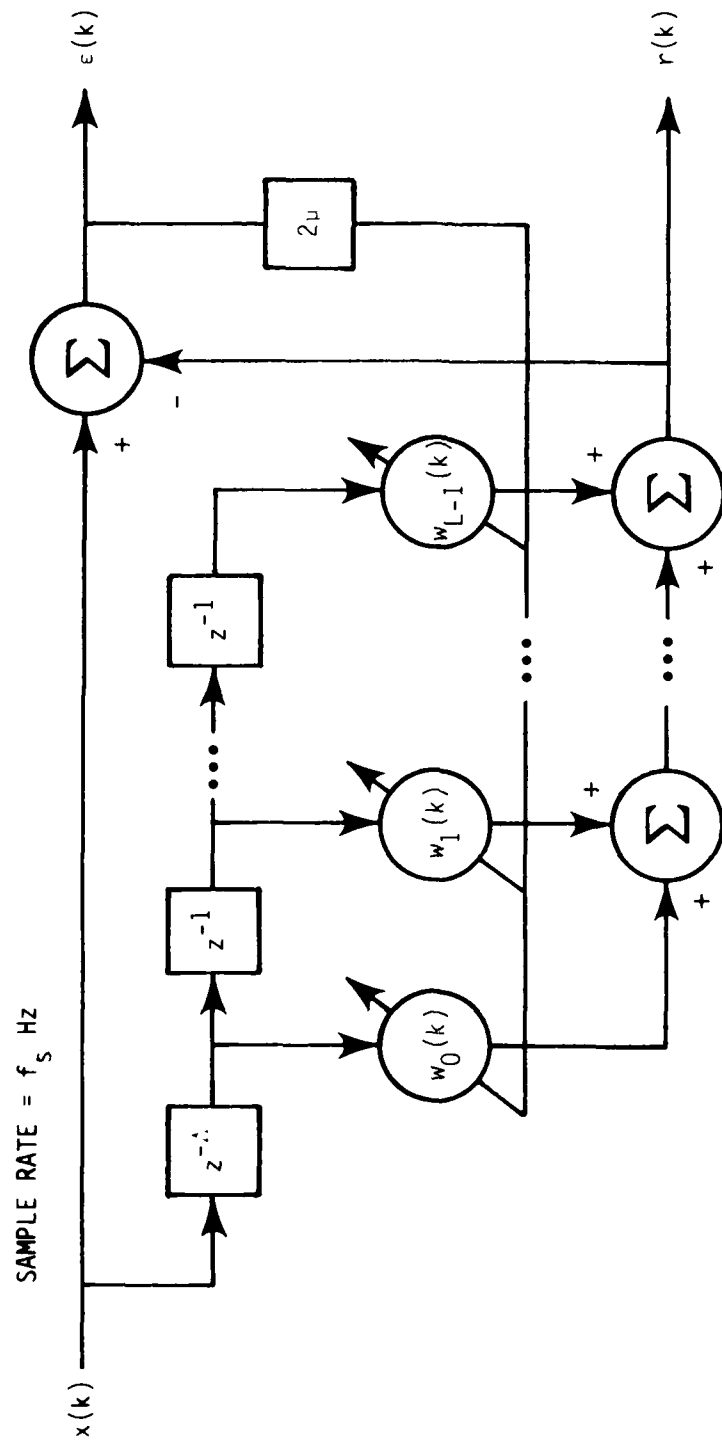 SAMPLE RATE = f_s Hz
x(k)
+
Σ
-
ε(k)
2μ
z^-Δ
z^-1
...
z^-1
w_0(k)
w_1(k)
w_L-1(k)
...
+
+
Σ
...
+
+
Σ
r(k)